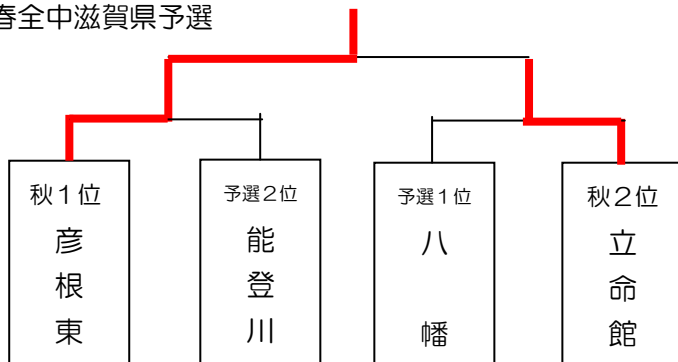 春全中滋賀県予選
秋1位
彦根東
予選2位
能登川
予選1位
八幡
秋2位
立命館